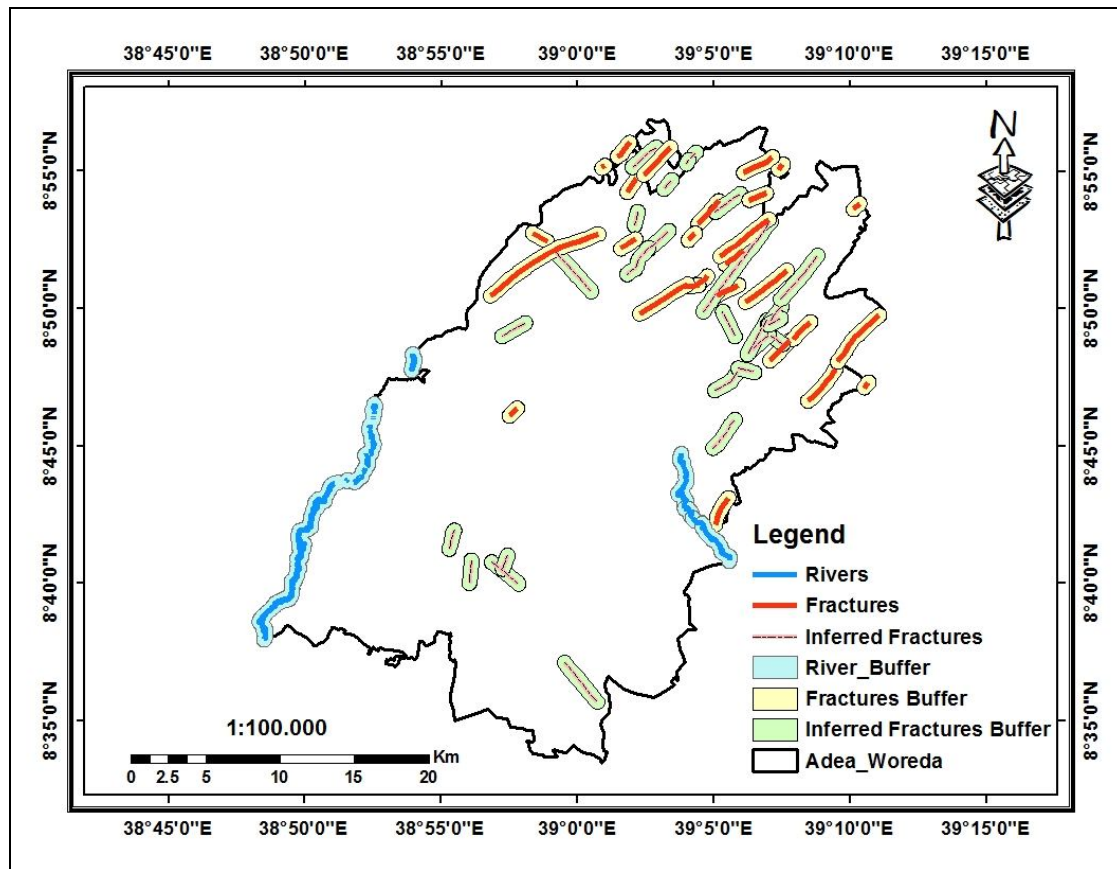 38°45'0"E 38°50'0"E 38°55'0"E 39°0'0"E 39°5'0"E 39°10'0"E 39°15'0"E
N
8°55'0"N 8°55'0"N
8°50'0"N 8°50'0"N
8°45'0"N 8°45'0"N
8°40'0"N 8°40'0"N
8°35'0"N 8°35'0"N
Legend
Rivers
Fractures
Inferred Fractures
River_Buffer
Fractures Buffer
Inferred Fractures Buffer
Adea_Woreda
1:100.000
Km
0 2.5 5 10 15 20
38°45'0"E 38°50'0"E 38°55'0"E 39°0'0"E 39°5'0"E 39°10'0"E 39°15'0"E